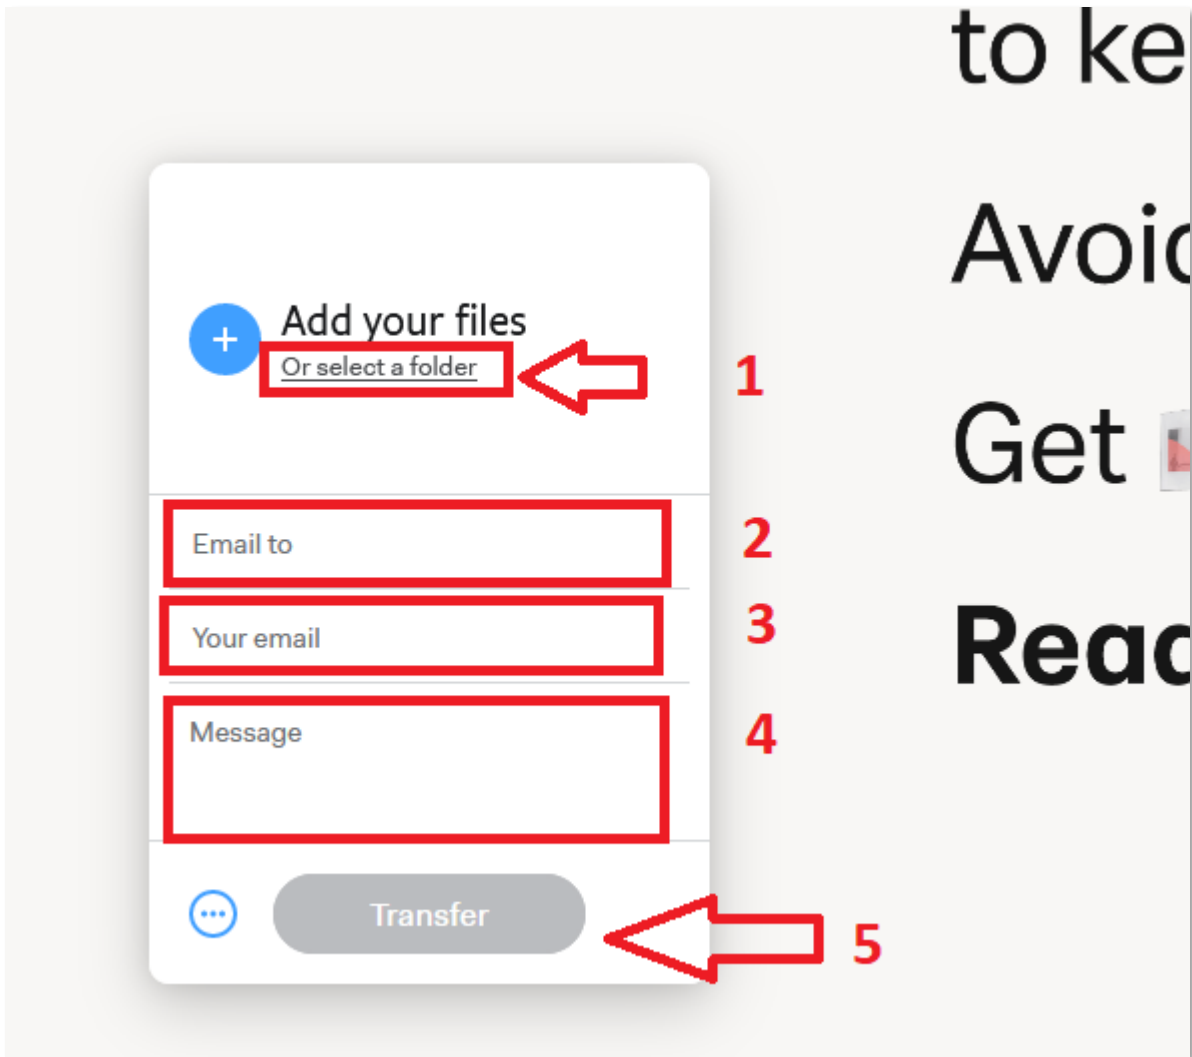 to ke
Avoid
Get
Read
Add your files
Or select a folder
1
Email to
2
Your email
3
Message
4
Transfer
5